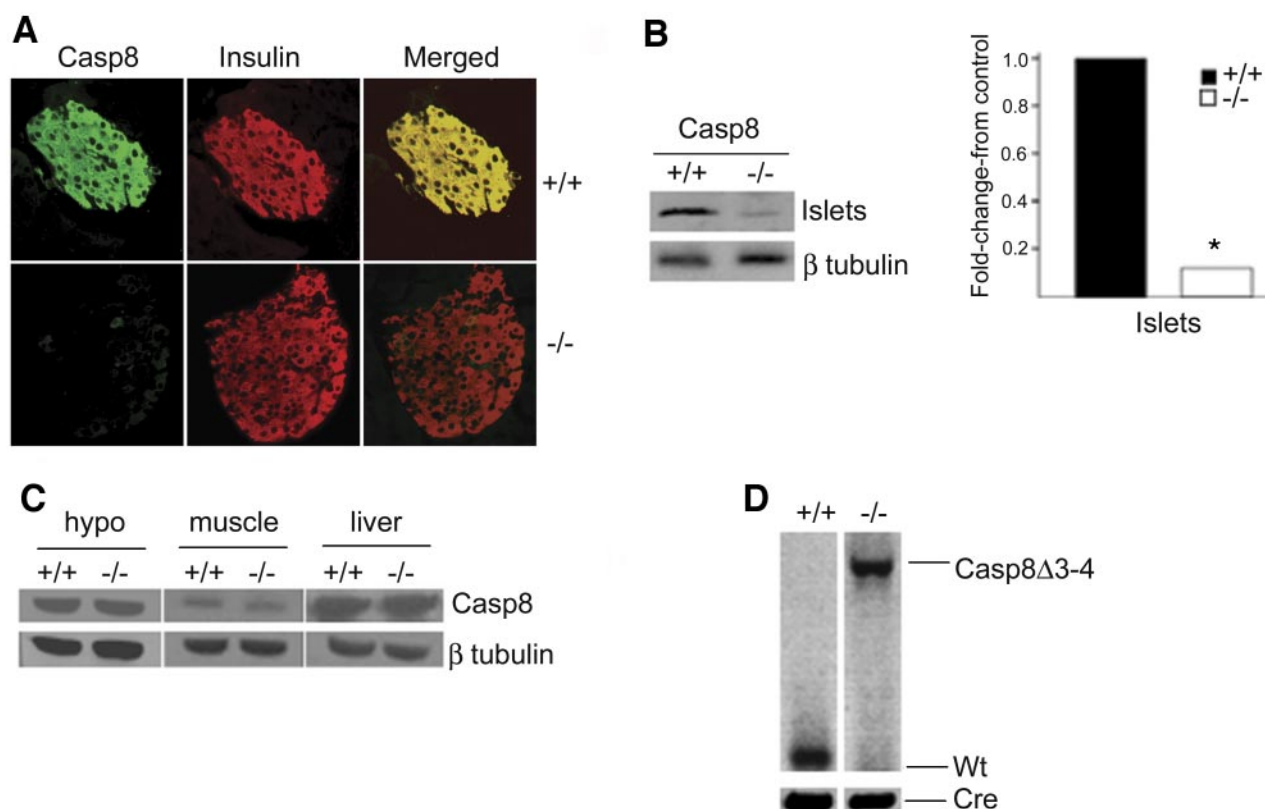 A
Casp8 Insulin Merged
+/+
-/-
B
Casp8
+/+ -/-
Islets
β tubulin
Fold-change-from control
1.0
0.8
0.6
0.4
0.2
+/+
-/-
*
Islets
C
hypo muscle liver
+/+ -/- +/+ -/- +/+ -/-
Casp8
β tubulin
D
+/+ -/-
Casp8Δ3-4
Wt
Cre